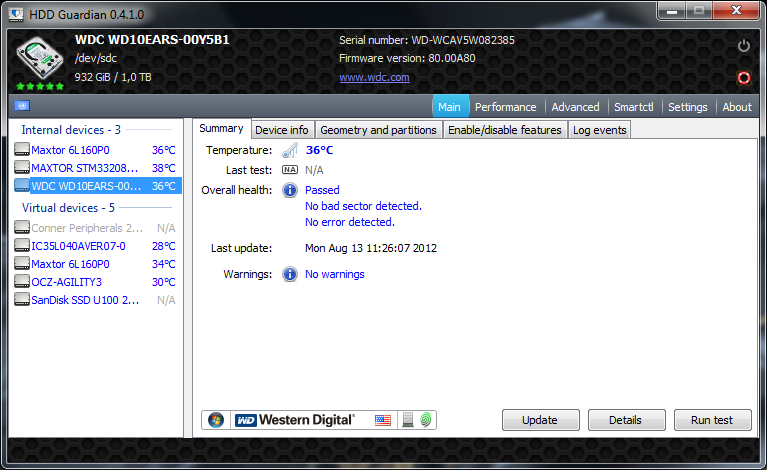 HDD Guardian 0.4.1.0
WDC WD10EARS-00Y5B1
/dev/sdc
932 GiB / 1,0 TB
Serial number: WD-WCAV5W082385
Firmware version: 80.00A80
www.wdc.com
Main Performance Advanced Smartctl Settings About
Internal devices - 3
Maxtor 6L160P0 36°C
MAXTOR STM33208... 38°C
WDC WD10EARS-00... 36°C
Virtual devices - 5
Conner Peripherals 2... N/A
IC35L040AVER07-0 28°C
Maxtor 6L160P0 34°C
OCZ-AGILITY3 30°C
SanDisk SSD U100 2... N/A
Summary Device info Geometry and partitions Enable/disable features Log events
Temperature: 36°C
Last test: NA N/A
Overall health: Passed
No bad sector detected.
No error detected.
Last update: Mon Aug 13 11:26:07 2012
Warnings: No warnings
WD Western Digital®
Update Details Run test